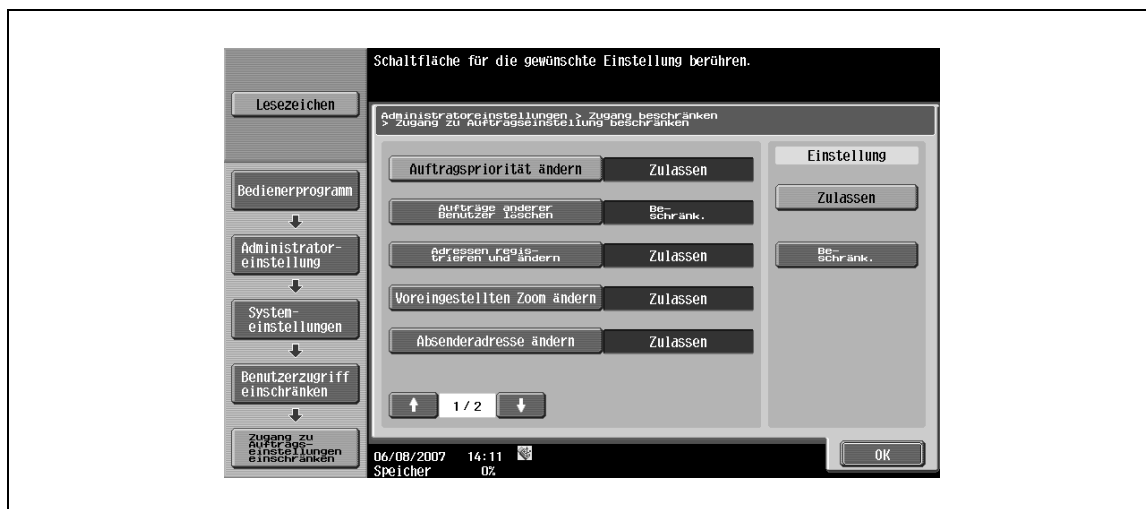 Schaltfläche für die gewünschte Einstellung berühren.
Lesezeichen
Administratoreinstellungen > Zugang beschränken
> Zugang zu Auftragseinstellung beschränken
Bedienerprogramm
Administrator-
einstellung
System-
einstellungen
Benutzerzugriff
einschränken
Zugang zu
Auftrags-
einstellungen
einschränken
Auftragspriorität ändern
Zulassen
Aufträge anderer
Benutzer löschen
Be-
schränk.
Adressen regis-
trieren und ändern
Zulassen
Voreingestellten Zoom ändern
Zulassen
Absenderadresse ändern
Zulassen
1/2
Einstellung
Zulassen
Be-
schränk.
06/08/2007 14:11
Speicher 0%
OK